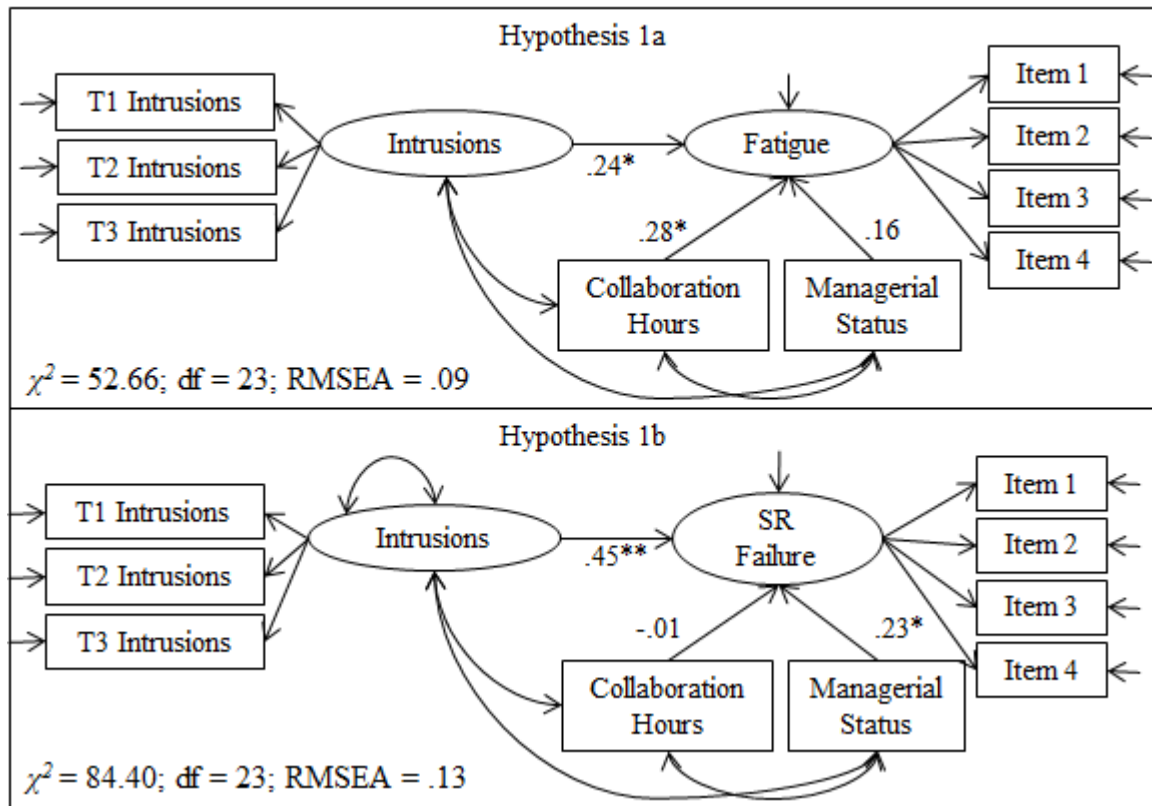 Hypothesis 1a
T1 Intrusions
T2 Intrusions
T3 Intrusions
Intrusions
.24*
Fatigue
Item 1
Item 2
Item 3
Item 4
.28*
.16
Collaboration
Hours
Managerial
Status
χ² = 52.66; df = 23; RMSEA = .09
Hypothesis 1b
T1 Intrusions
T2 Intrusions
T3 Intrusions
Intrusions
.45**
SR
Failure
Item 1
Item 2
Item 3
Item 4
-.01
.23*
Collaboration
Hours
Managerial
Status
χ² = 84.40; df = 23; RMSEA = .13